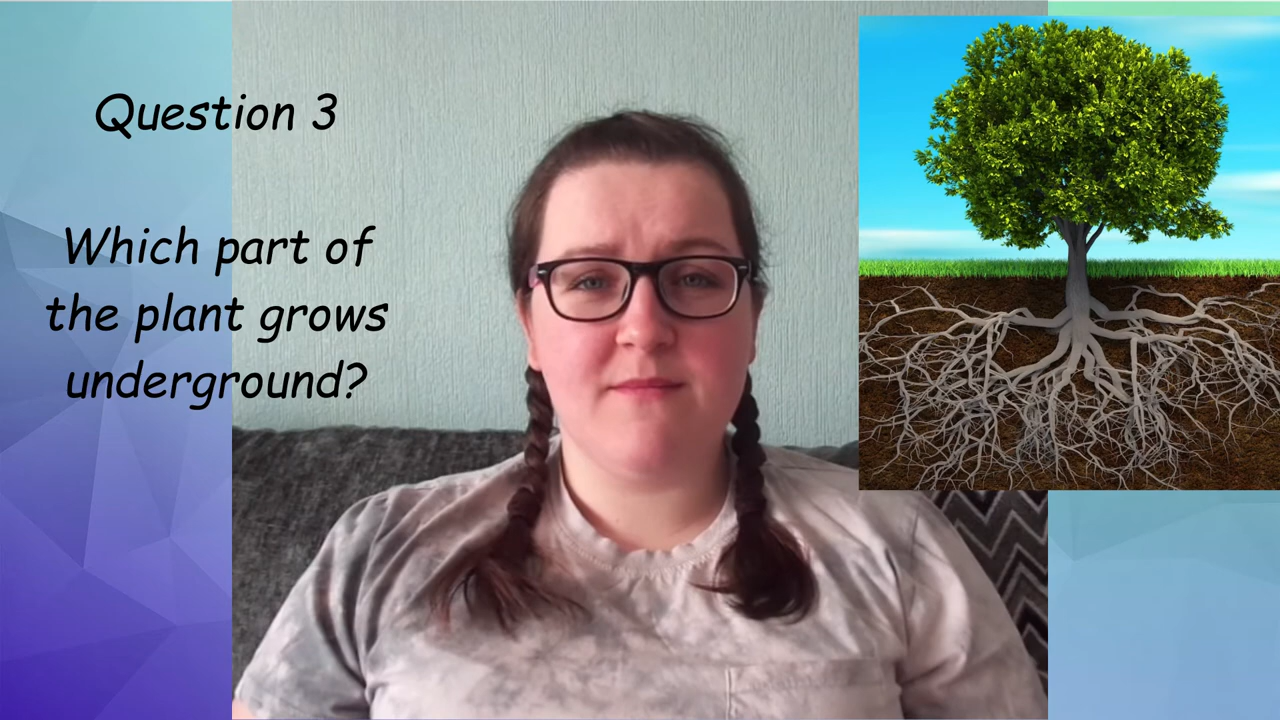 Question 3
Which part of
the plant grows
underground?